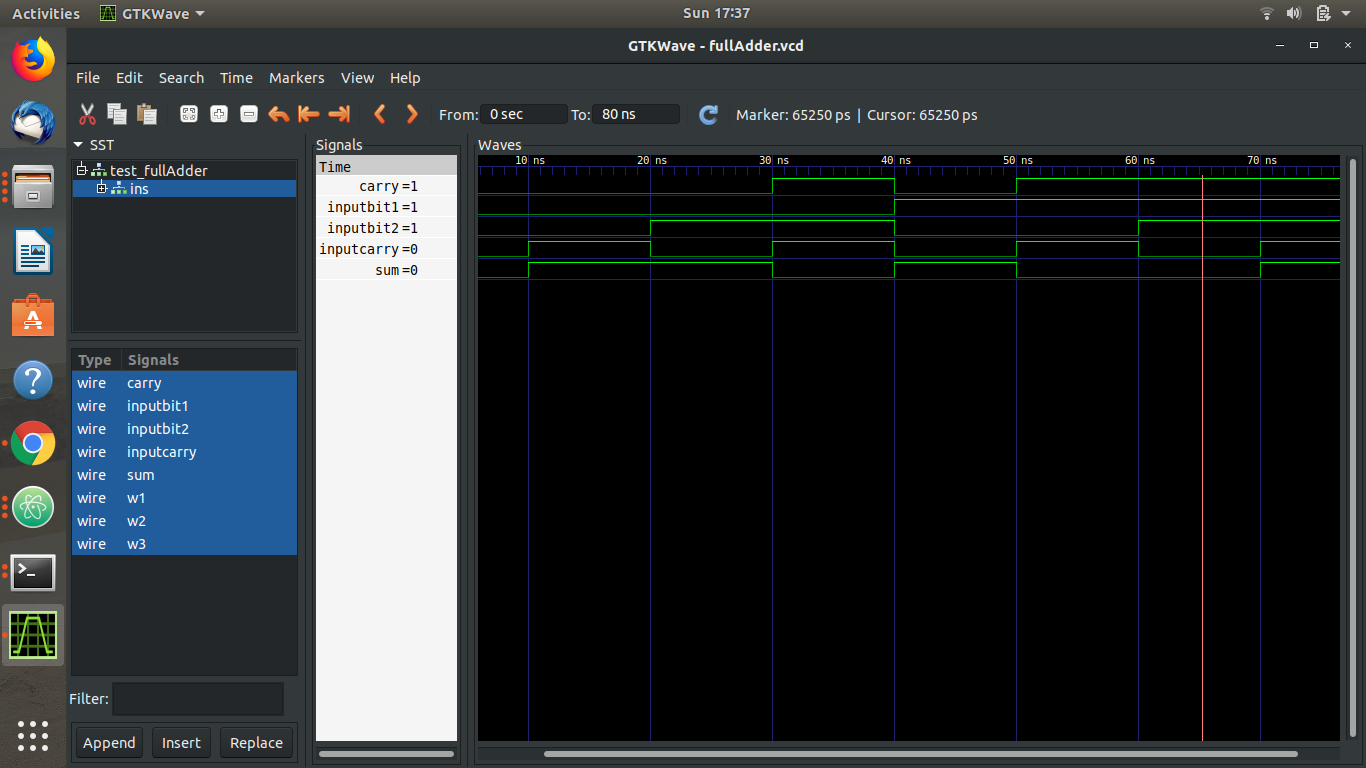 Activities GTKWave Sun 17:37
GTKWave - fullAdder.vcd
File Edit Search Time Markers View Help
From: 0 sec To: 80 ns Marker: 65250 ps | Cursor: 65250 ps
SST
test_fullAdder
ins
Type Signals
wire carry
wire inputbit1
wire inputbit2
wire inputcarry
wire sum
wire w1
wire w2
wire w3
Filter:
Append Insert Replace
Signals
Time
carry =1
inputbit1 =1
inputbit2 =1
inputcarry =0
sum =0
Waves
10 ns 20 ns 30 ns 40 ns 50 ns 60 ns 70 ns